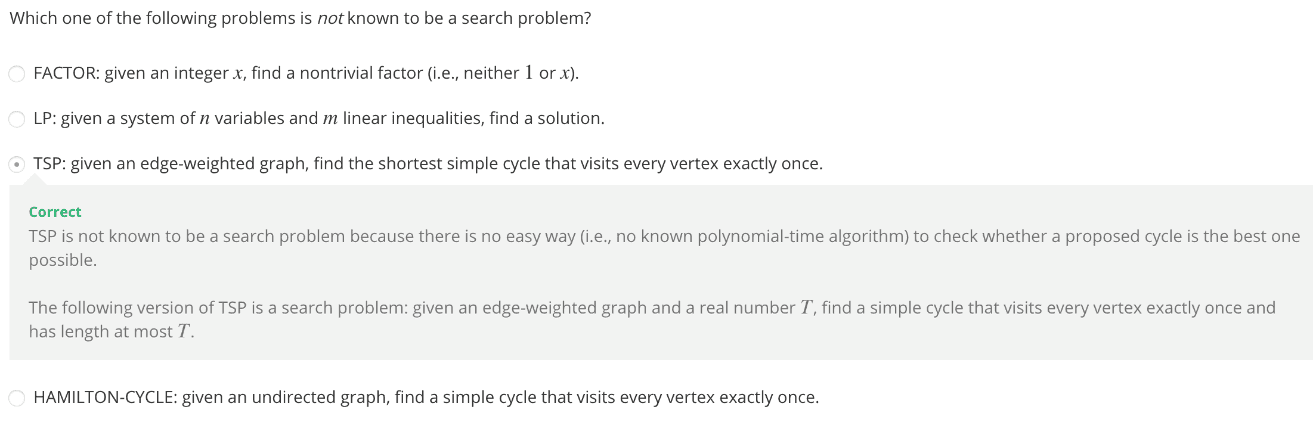 Which one of the following problems is not known to be a search problem?
FACTOR: given an integer x, find a nontrivial factor (i.e., neither 1 or x).
LP: given a system of n variables and m linear inequalities, find a solution.
TSP: given an edge-weighted graph, find the shortest simple cycle that visits every vertex exactly once.
Correct
TSP is not known to be a search problem because there is no easy way (i.e., no known polynomial-time algorithm) to check whether a proposed cycle is the best one
possible.
The following version of TSP is a search problem: given an edge-weighted graph and a real number T, find a simple cycle that visits every vertex exactly once and
has length at most T.
HAMILTON-CYCLE: given an undirected graph, find a simple cycle that visits every vertex exactly once.